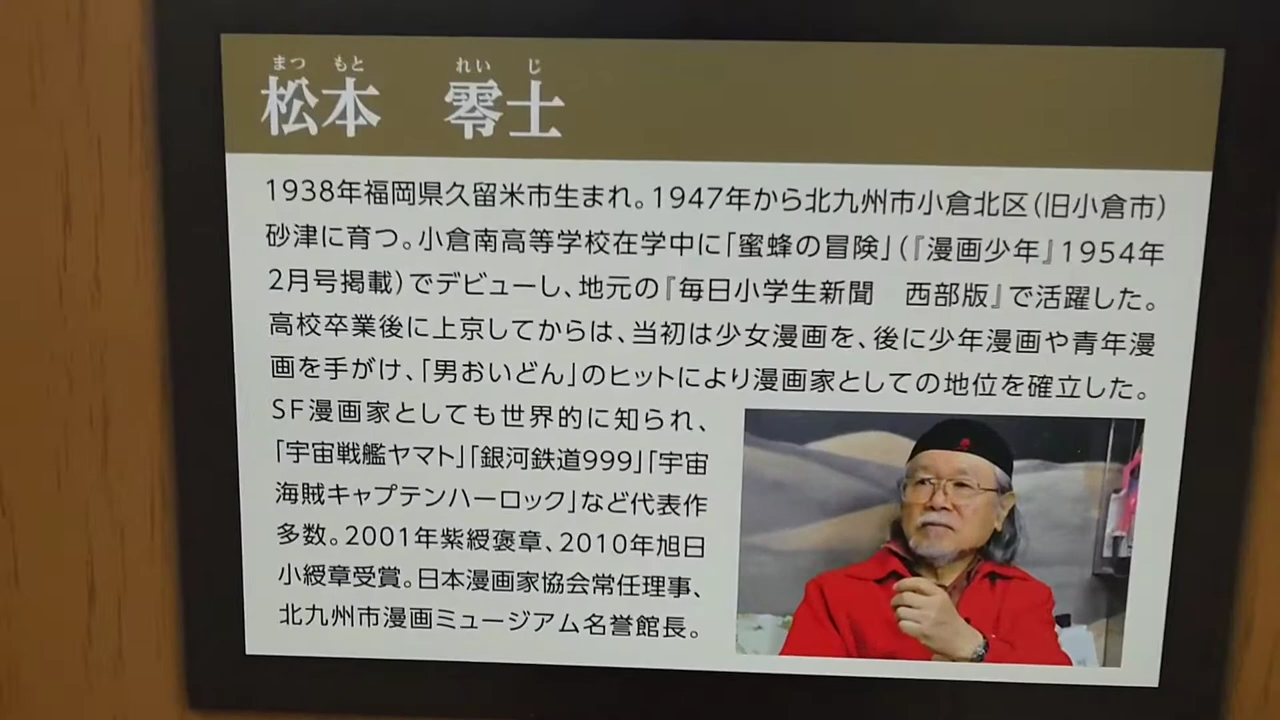 まつ もと れい じ
松本 零士
1938年福岡県久留米市生まれ。1947年から北九州市小倉北区(旧小倉市)
砂津に育つ。小倉南高等学校在学中に「蜜蜂の冒険」(『漫画少年』1954年
2月号掲載)でデビューし、地元の『毎日小学生新聞 西部版』で活躍した。
高校卒業後に上京してからは、当初は少女漫画を、後に少年漫画や青年漫
画を手がけ、「男おいどん」のヒットにより漫画家としての地位を確立した。
SF漫画家としても世界的に知られ、
「宇宙戦艦ヤマト」「銀河鉄道999」「宇宙
海賊キャプテンハーロック」など代表作
多数。2001年紫綬褒章、2010年旭日
小綬章受賞。日本漫画家協会常任理事、
北九州市漫画ミュージアム名誉館長。